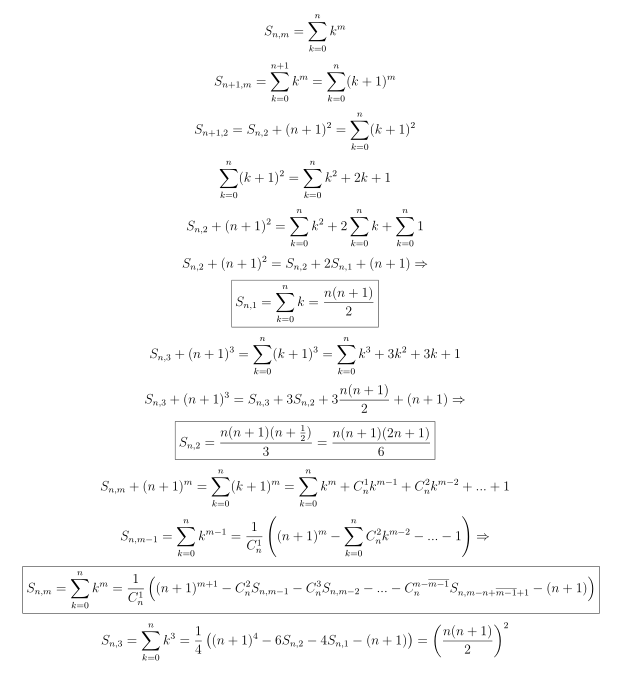 S_{n,m} = \sum_{k=0}^{n} k^m
S_{n+1,m} = \sum_{k=0}^{n+1} k^m = \sum_{k=0}^{n} (k+1)^m
S_{n+1,2} = S_{n,2} + (n+1)^2 = \sum_{k=0}^{n} (k+1)^2
\sum_{k=0}^{n} (k+1)^2 = \sum_{k=0}^{n} k^2 + 2k + 1
S_{n,2} + (n+1)^2 = \sum_{k=0}^{n} k^2 + 2 \sum_{k=0}^{n} k + \sum_{k=0}^{n} 1
S_{n,2} + (n+1)^2 = S_{n,2} + 2S_{n,1} + (n+1) \Rightarrow
S_{n,1} = \sum_{k=0}^{n} k = \frac{n(n+1)}{2}
S_{n,3} + (n+1)^3 = \sum_{k=0}^{n} (k+1)^3 = \sum_{k=0}^{n} k^3 + 3k^2 + 3k + 1
S_{n,3} + (n+1)^3 = S_{n,3} + 3S_{n,2} + 3\frac{n(n+1)}{2} + (n+1) \Rightarrow
S_{n,2} = \frac{n(n+1)(n+\frac{1}{2})}{3} = \frac{n(n+1)(2n+1)}{6}
S_{n,m} + (n+1)^m = \sum_{k=0}^{n} (k+1)^m = \sum_{k=0}^{n} k^m + C_n^1 k^{m-1} + C_n^2 k^{m-2} + ... + 1
S_{n,m-1} = \sum_{k=0}^{n} k^{m-1} = \frac{1}{C_n^1} \left( (n+1)^m - \sum_{k=0}^{n} C_n^2 k^{m-2} - ... - 1 \right) \Rightarrow
S_{n,m} = \sum_{k=0}^{n} k^m = \frac{1}{C_n^1} \left( (n+1)^{m+1} - C_n^2 S_{n,m-1} - C_n^3 S_{n,m-2} - ... - C_n^{n-\overline{m-1}} S_{n,m-n+\overline{m-1}+1} - (n+1) \right)
S_{n,3} = \sum_{k=0}^{n} k^3 = \frac{1}{4} \left( (n+1)^4 - 6S_{n,2} - 4S_{n,1} - (n+1) \right) = \left( \frac{n(n+1)}{2} \right)^2